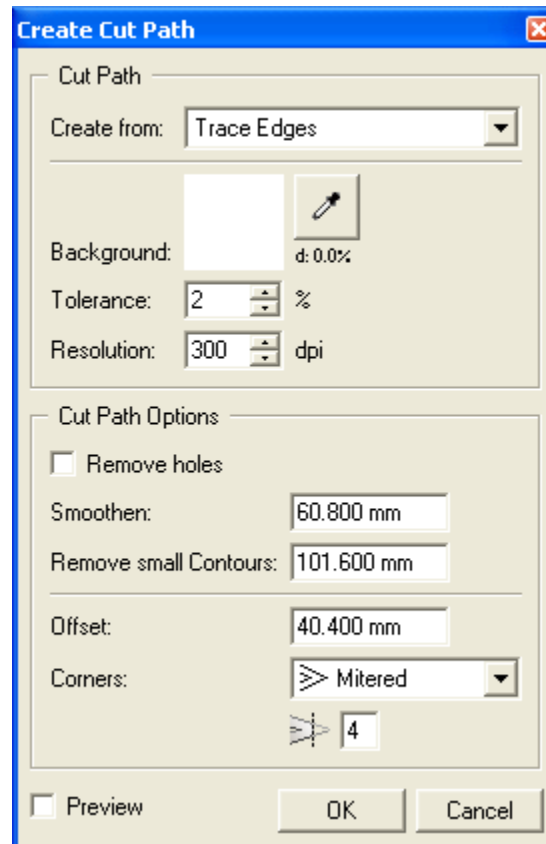 Create Cut Path
Cut Path
Create from: Trace Edges
Background: d: 0.0%
Tolerance: 2 %
Resolution: 300 dpi
Cut Path Options
Remove holes
Smoothen: 60.800 mm
Remove small Contours: 101.600 mm
Offset: 40.400 mm
Corners: Mitered
4
Preview OK Cancel